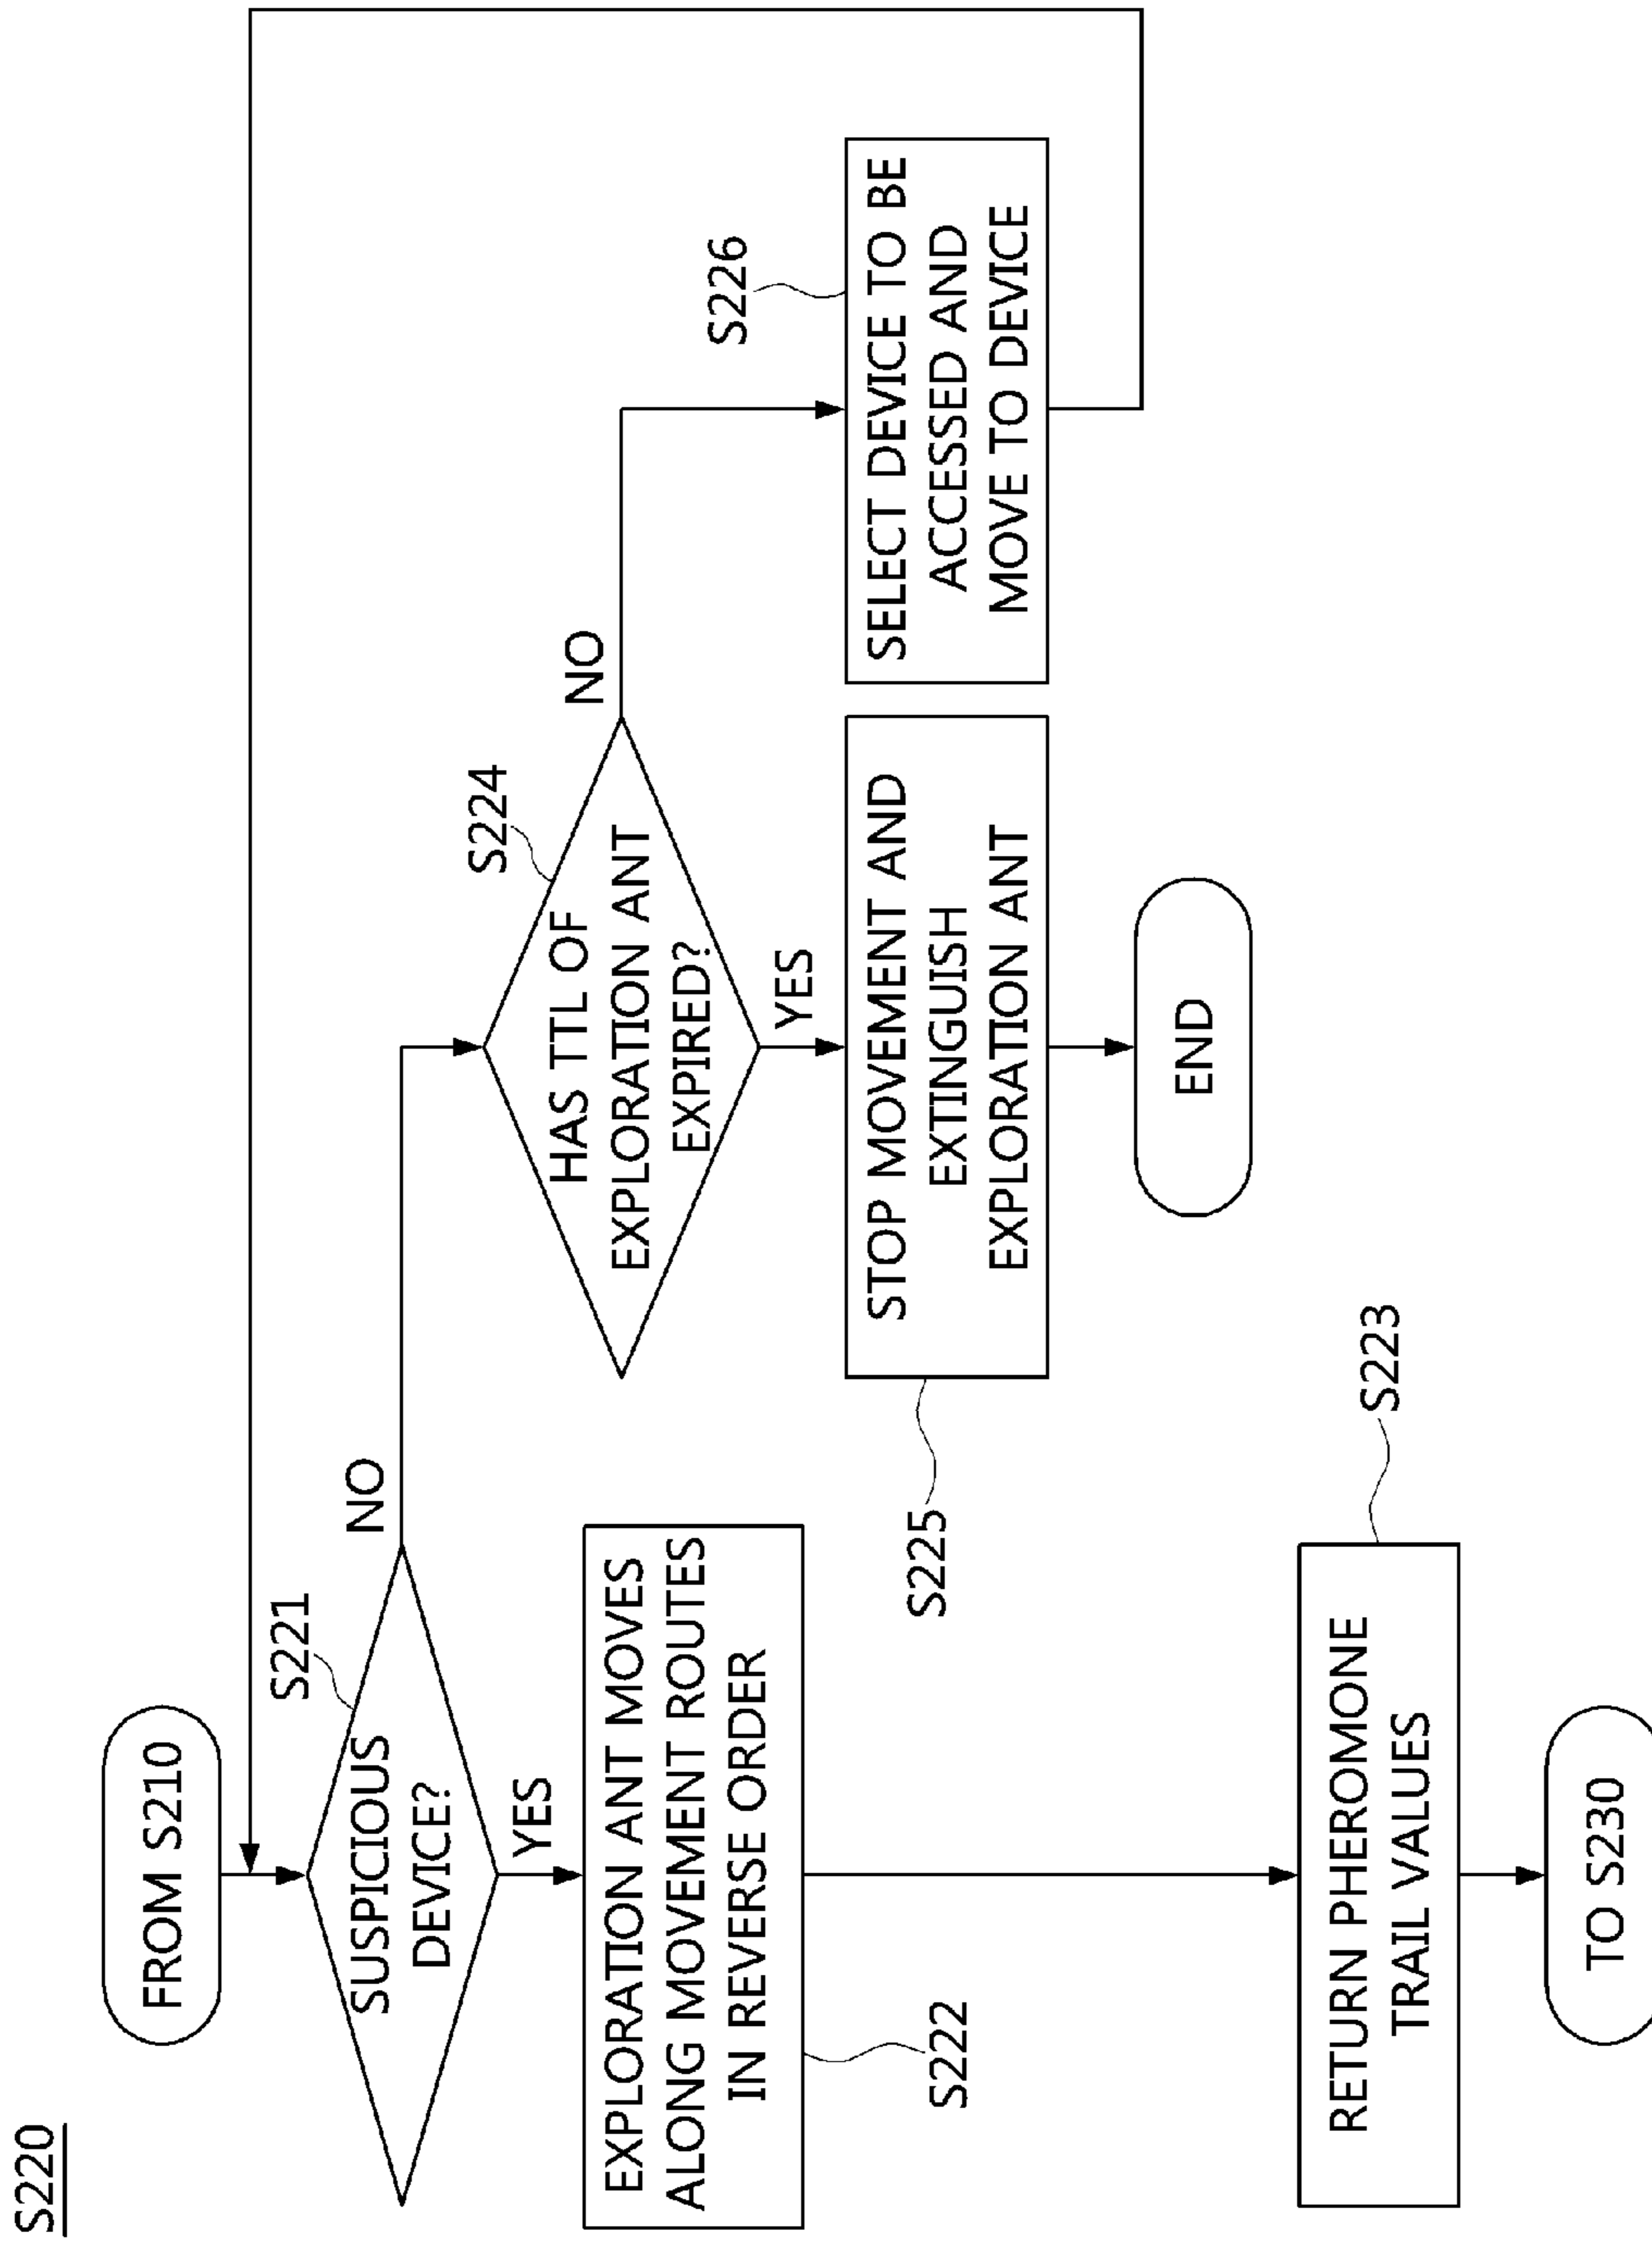 S220
FROM S210
S221
SUSPICIOUS
DEVICE?
NO
YES
EXPLORATION ANT MOVES
ALONG MOVEMENT ROUTES
IN REVERSE ORDER
S222
S224
HAS TTL OF
EXPLORATION ANT
EXPIRED?
NO
YES
S225
STOP MOVEMENT AND
EXTINGUISH
EXPLORATION ANT
S226
SELECT DEVICE TO BE
ACCESSED AND
MOVE TO DEVICE
END
S223
RETURN PHEROMONE
TRAIL VALUES
TO S230